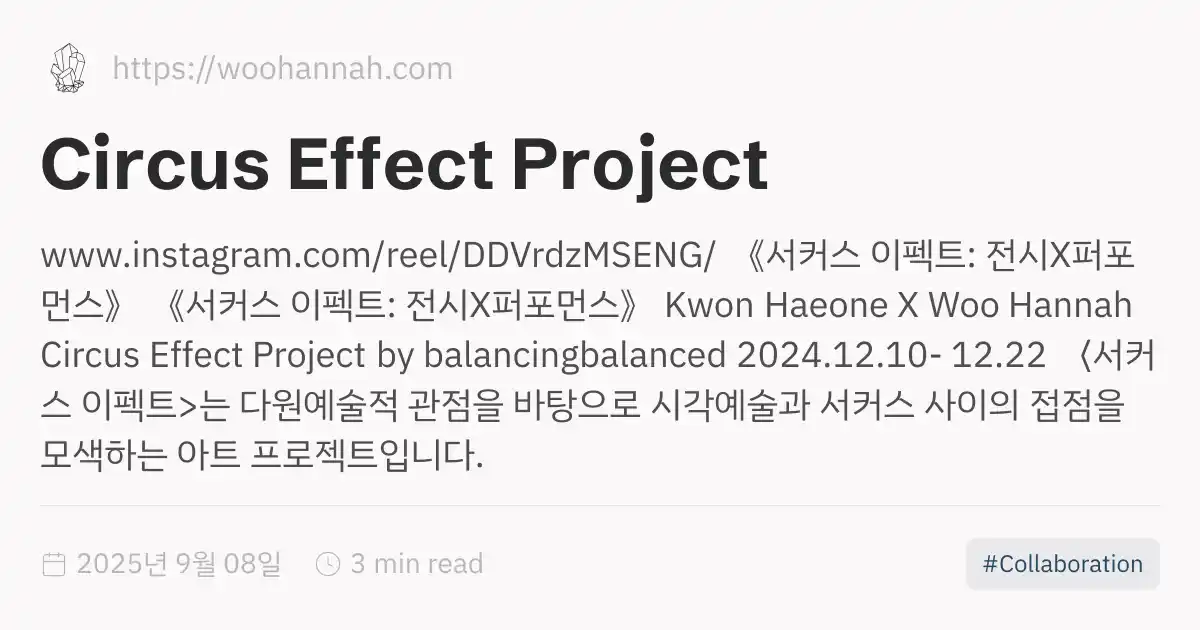 https://woohannah.com
Circus Effect Project
www.instagram.com/reel/DDVrdzMSENG/ 《서커스 이펙트: 전시X퍼포
먼스》 《서커스 이펙트: 전시X퍼포먼스》 Kwon Haeone X Woo Hannah
Circus Effect Project by balancingbalanced 2024.12.10- 12.22 〈서커
스 이펙트>는 다원예술적 관점을 바탕으로 시각예술과 서커스 사이의 접점을
모색하는 아트 프로젝트입니다.
2025년 9월 08일 3 min read
#Collaboration